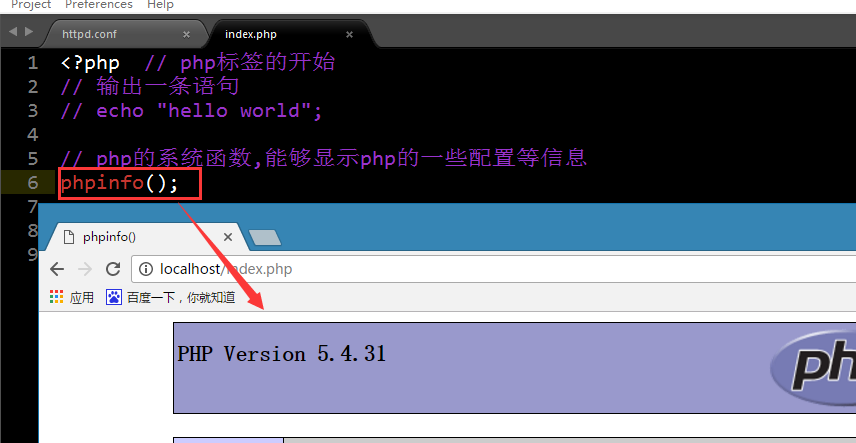 Project Preferences Help
httpd.conf × index.php ×
1 <?php // php标签的开始
2 // 输出一条语句
3 // echo "hello world";
4
5 // php的系统函数,能够显示php的一些配置等信息
6 phpinfo();
7
8
9
phpinfo() ×
localhost/index.php
应用 百度一下，你就知道
PHP Version 5.4.31
ph